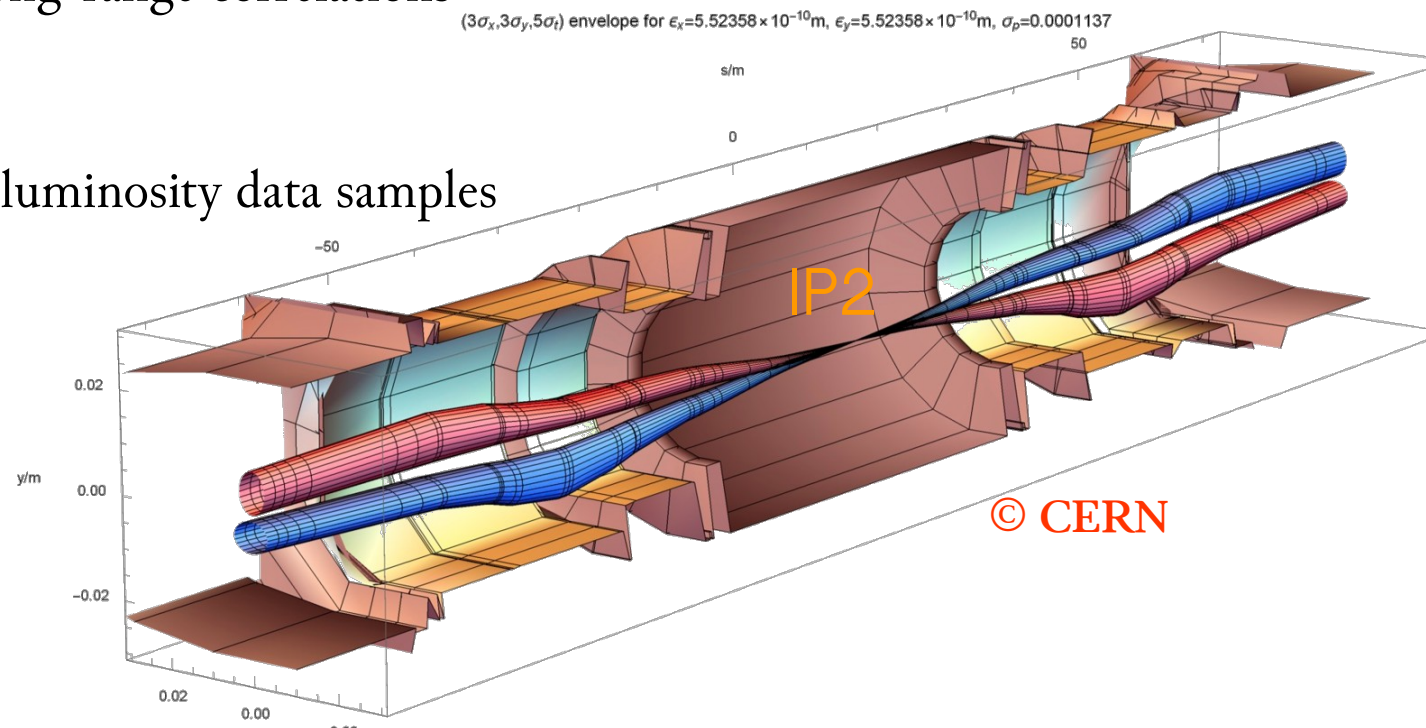 correlations
(3σx,3σy,5σt) envelope for ϵx=5.52358×10⁻¹⁰m, ϵy=5.52358×10⁻¹⁰m, σp=0.0001137
50
s/m
0
luminosity data samples
−50
IP2
0.02
y/m
0.00
© CERN
−0.02
0.02
0.00